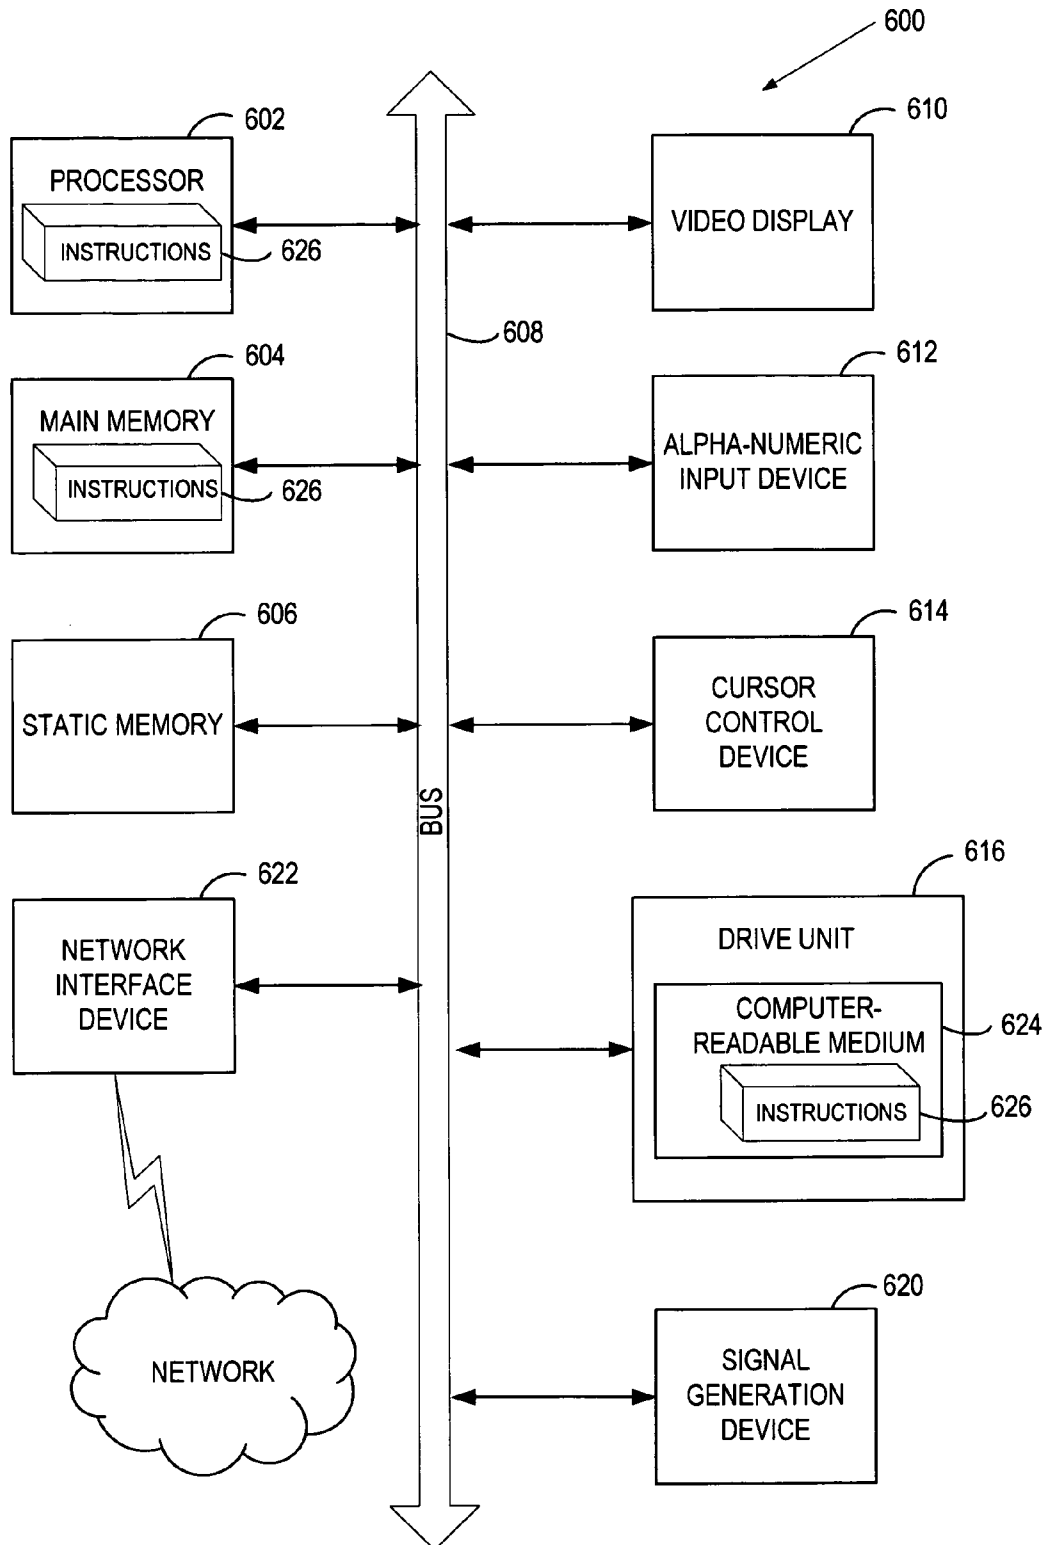 600
602
PROCESSOR
INSTRUCTIONS
626
604
MAIN MEMORY
INSTRUCTIONS
626
606
STATIC MEMORY
622
NETWORK
INTERFACE
DEVICE
NETWORK
BUS
608
610
VIDEO DISPLAY
612
ALPHA-NUMERIC
INPUT DEVICE
614
CURSOR
CONTROL
DEVICE
616
DRIVE UNIT
COMPUTER-
READABLE MEDIUM
624
INSTRUCTIONS
626
620
SIGNAL
GENERATION
DEVICE